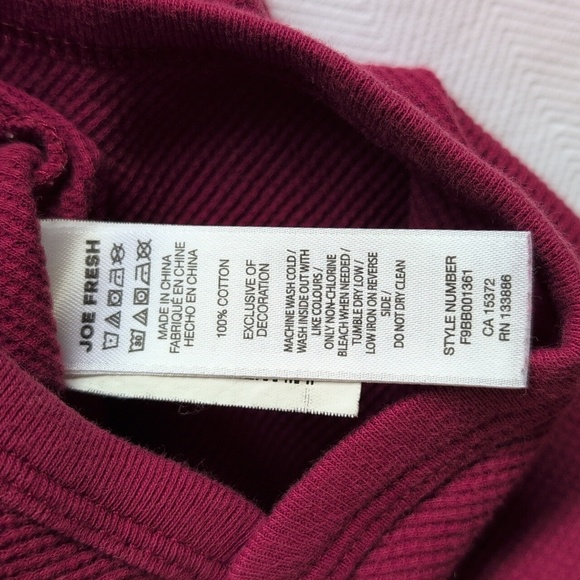 JOE FRESH
30
MADE IN CHINA
FABRIQUÉ EN CHINE
HECHO EN CHINA
100% COTTON
EXCLUSIVE OF
DECORATION
MACHINE WASH COLD/
WASH INSIDE OUT WITH
LIKE COLOURS/
ONLY NON-CHLORINE
BLEACH WHEN NEEDED/
TUMBLE DRY LOW/
LOW IRON ON REVERSE
SIDE/
DO NOT DRY CLEAN
STYLE NUMBER
F9BB001361
CA 15372
RN 133886